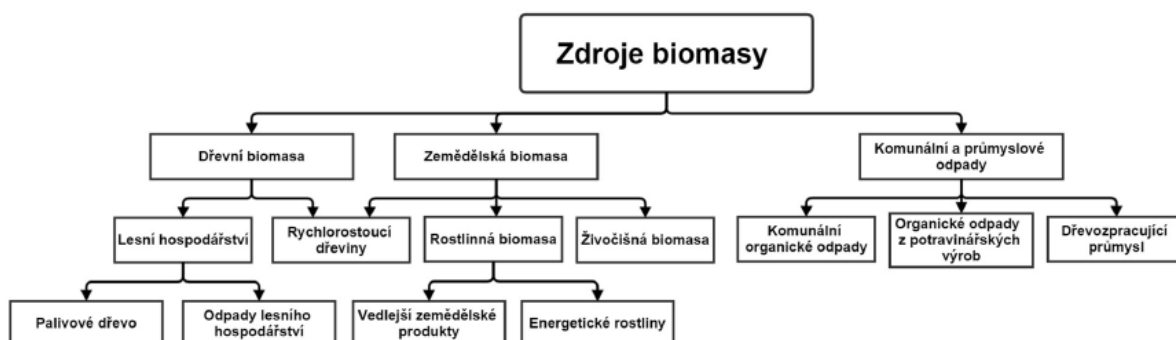 Zdroje biomasy
Dřevní biomasa
Zemědělská biomasa
Komunální a průmyslové
odpady
Lesní hospodářství
Rychlorostoucí
dřeviny
Rostlinná biomasa
Živočišná biomasa
Komunální
organické odpady
Organické odpady
z potravinářských
výrob
Dřevozpracující
průmysl
Palivové dřevo
Odpady lesního
hospodářství
Vedlejší zemědělské
produkty
Energetické rostliny